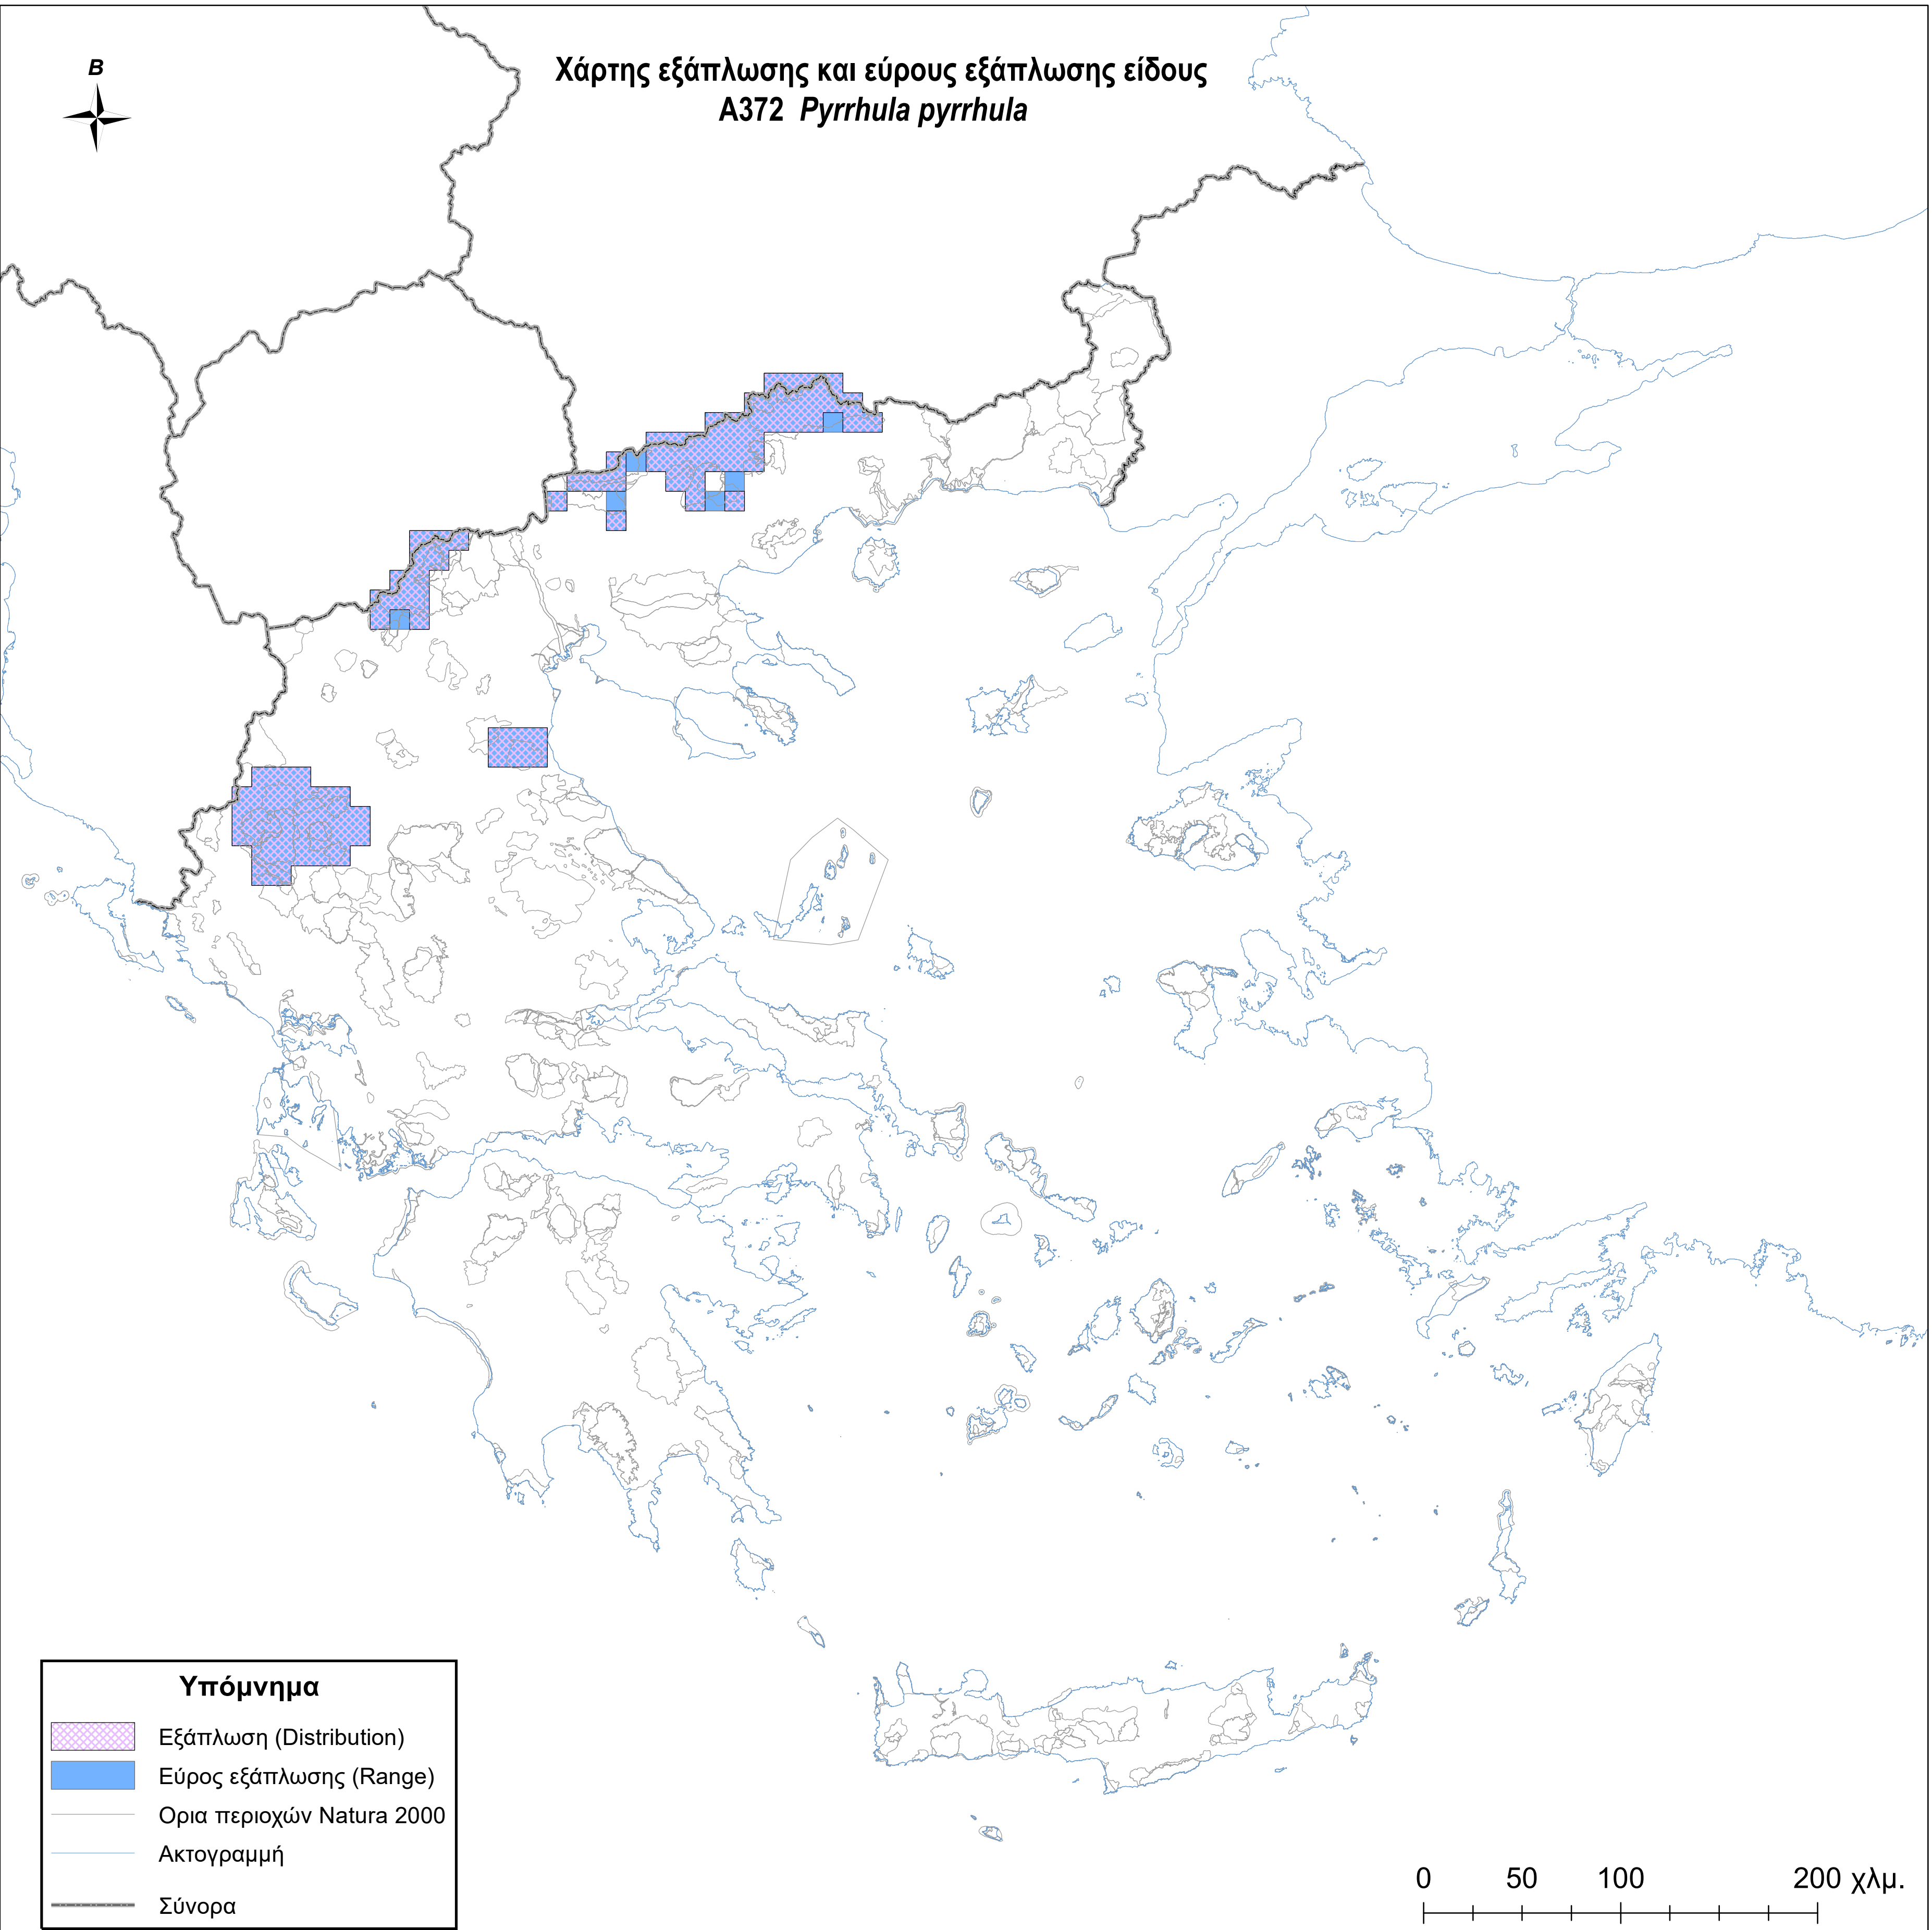 Χάρτης εξάπλωσης και εύρους εξάπλωσης είδους
A372 Pyrrhula pyrrhula
B
Υπόμνημα
Εξάπλωση (Distribution)
Εύρος εξάπλωσης (Range)
Ορια περιοχών Natura 2000
Ακτογραμμή
Σύνορα
0 50 100 200 χλμ.